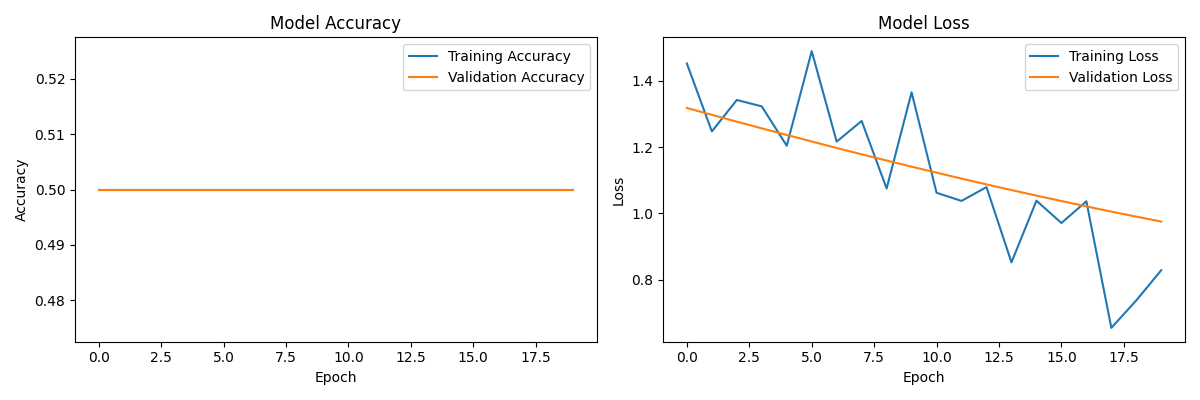 Model Accuracy
Training Accuracy
Validation Accuracy
0.52
0.51
0.50
0.49
0.48
Accuracy
0.0 2.5 5.0 7.5 10.0 12.5 15.0 17.5
Epoch
Model Loss
Training Loss
Validation Loss
1.4
1.2
1.0
0.8
Loss
0.0 2.5 5.0 7.5 10.0 12.5 15.0 17.5
Epoch